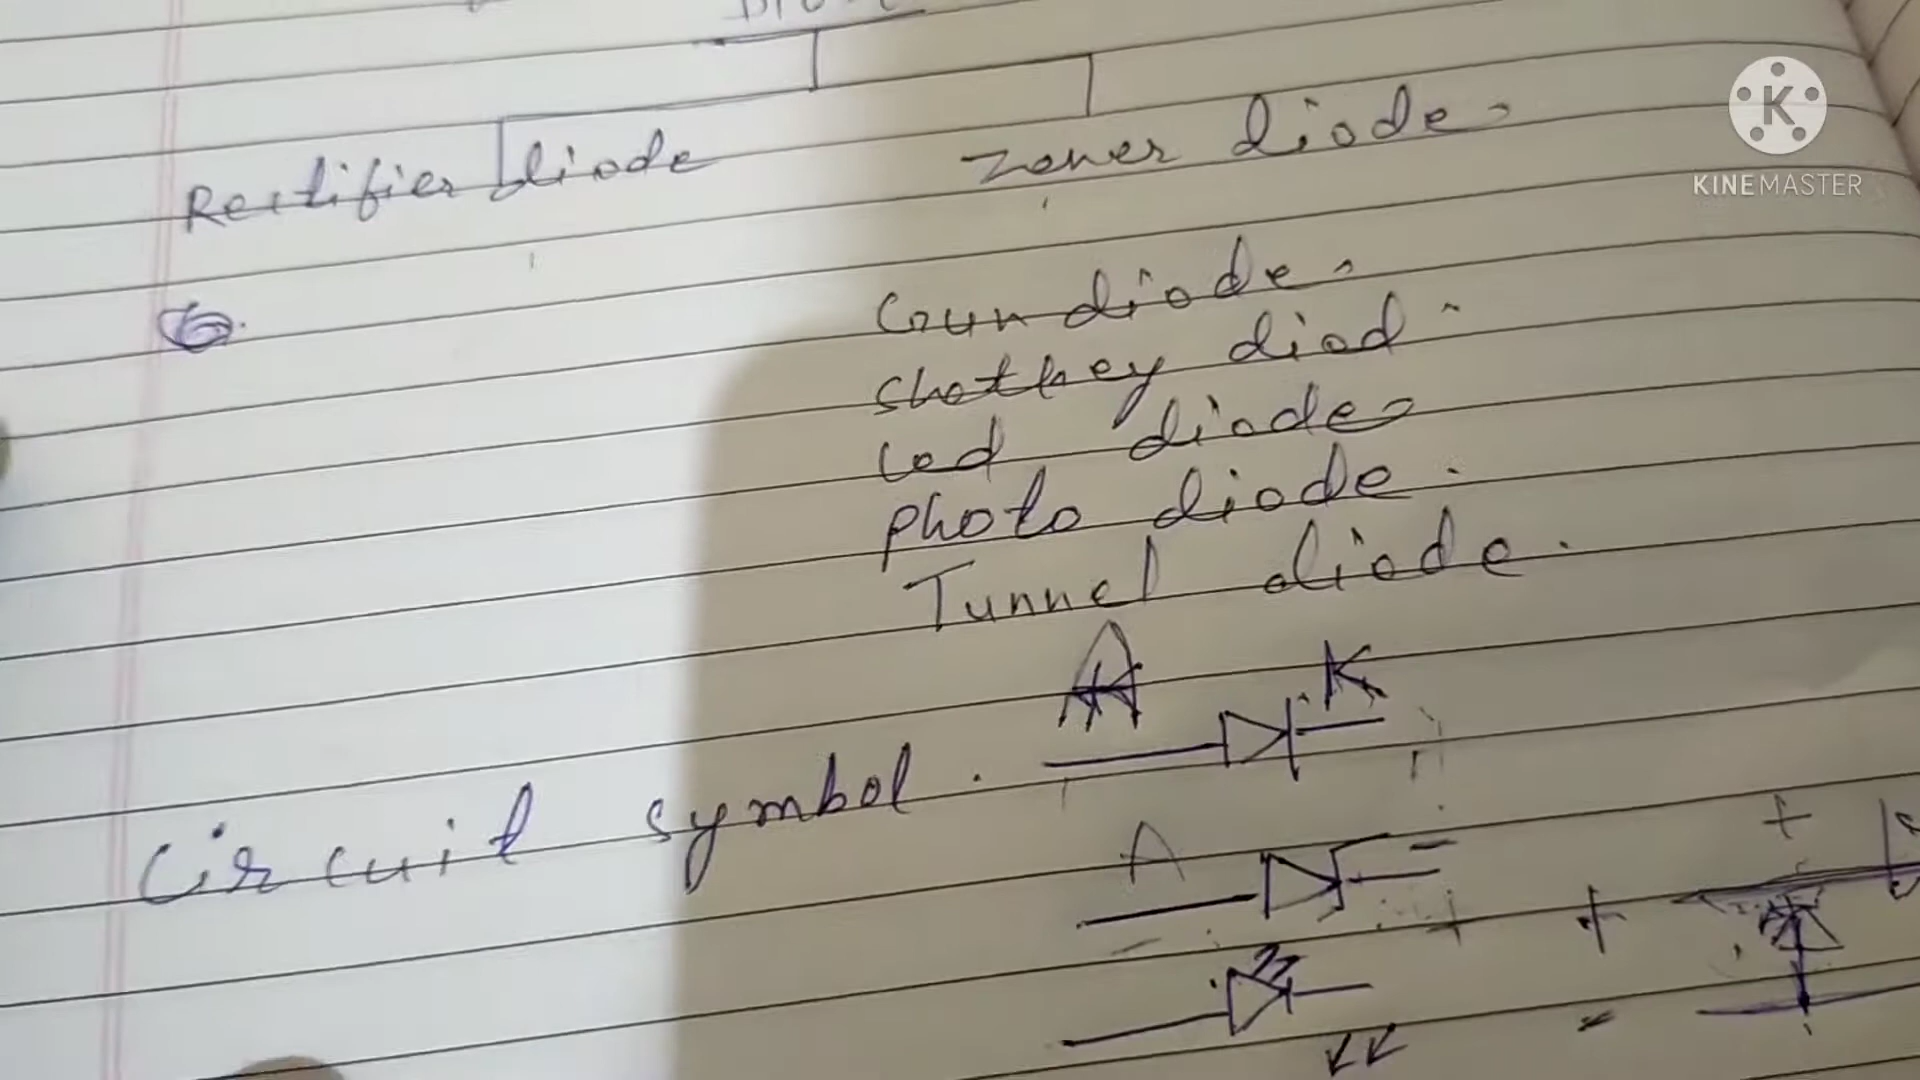 Rectifier diode
zener diode
KINEMASTER
Gun diode
shotkey diod
Led diode
photo diode
Tunnel diode
A K
Circuit symbol
A
+
+